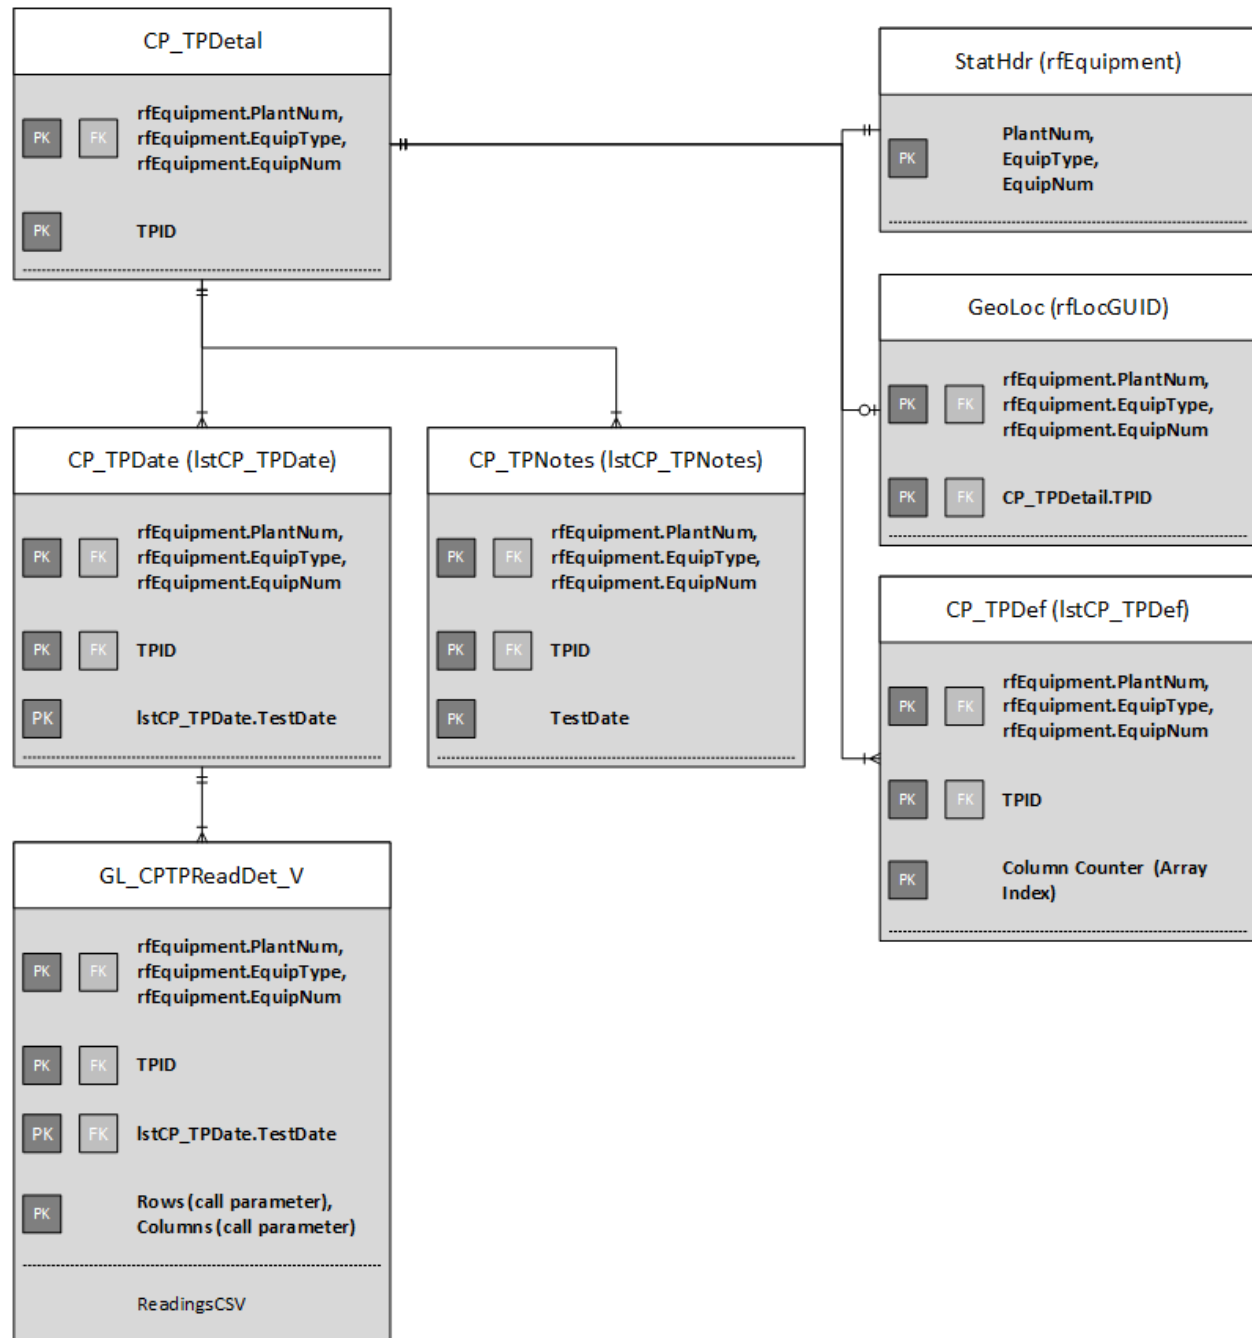 CP_TPDetal
PK FK rfEquipment.PlantNum,
rfEquipment.EquipType,
rfEquipment.EquipNum
PK TPID
StatHdr (rfEquipment)
PK PlantNum,
EquipType,
EquipNum
GeoLoc (rfLocGUID)
PK FK rfEquipment.PlantNum,
rfEquipment.EquipType,
rfEquipment.EquipNum
PK FK CP_TPDetail.TPID
CP_TPDate (lstCP_TPDate)
PK FK rfEquipment.PlantNum,
rfEquipment.EquipType,
rfEquipment.EquipNum
PK FK TPID
PK lstCP_TPDate.TestDate
CP_TPNotes (lstCP_TPNotes)
PK FK rfEquipment.PlantNum,
rfEquipment.EquipType,
rfEquipment.EquipNum
PK FK TPID
PK TestDate
CP_TPDef (lstCP_TPDef)
PK FK rfEquipment.PlantNum,
rfEquipment.EquipType,
rfEquipment.EquipNum
PK FK TPID
PK Column Counter (Array
Index)
GL_CPTPReadDet_V
PK FK rfEquipment.PlantNum,
rfEquipment.EquipType,
rfEquipment.EquipNum
PK FK TPID
PK FK lstCP_TPDate.TestDate
PK Rows (call parameter),
Columns (call parameter)
ReadingsCSV